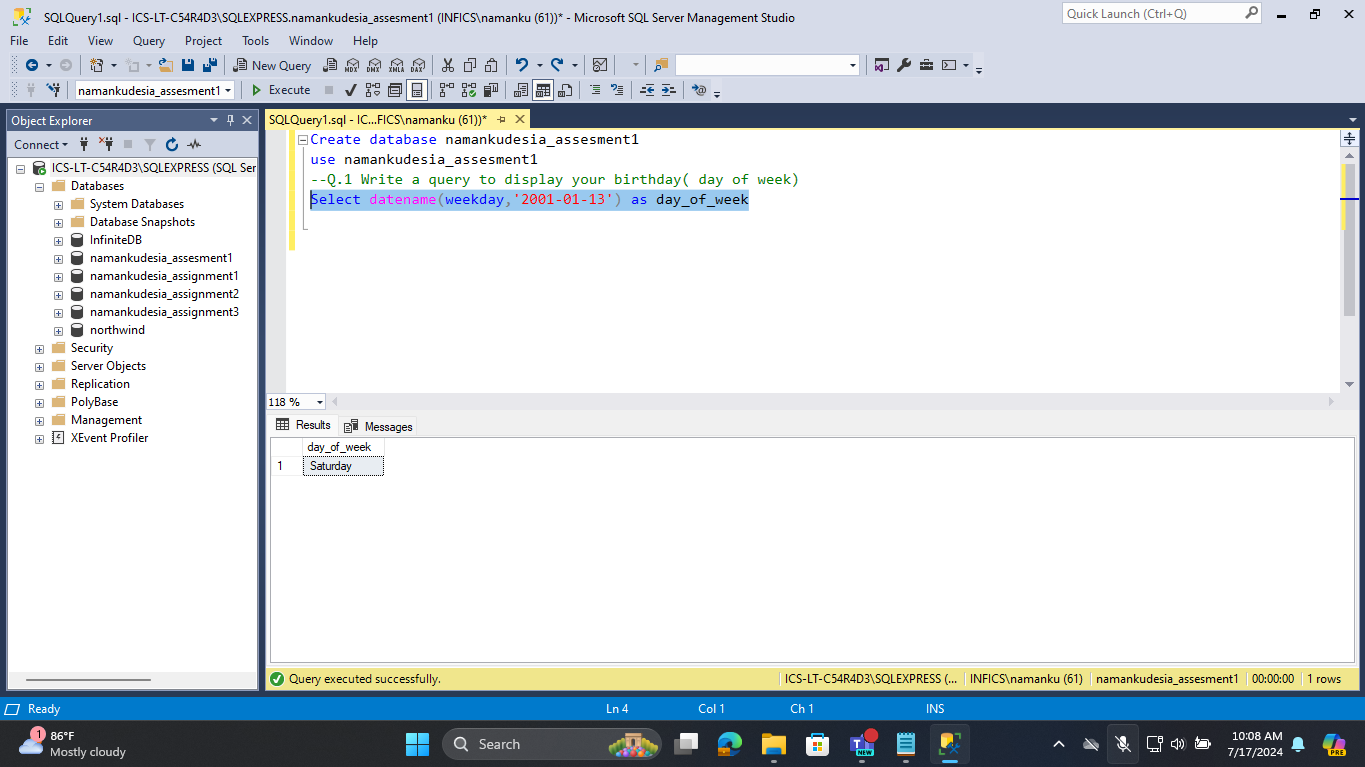 SQLQuery1.sql - ICS-LT-C54R4D3\SQLEXPRESS.namankudesia_assesment1 (INFICS\namanku (61))* - Microsoft SQL Server Management Studio
Quick Launch (Ctrl+Q)
File Edit View Query Project Tools Window Help
New Query MDX DMX XMLA DAX
namankudesia_assesment1 Execute
Object Explorer
Connect
ICS-LT-C54R4D3\SQLEXPRESS (SQL Ser
Databases
System Databases
Database Snapshots
InfiniteDB
namankudesia_assesment1
namankudesia_assignment1
namankudesia_assignment2
namankudesia_assignment3
northwind
Security
Server Objects
Replication
PolyBase
Management
XEvent Profiler
SQLQuery1.sql - IC...FICS\namanku (61))*
Create database namankudesia_assesment1
use namankudesia_assesment1
--Q.1 Write a query to display your birthday( day of week)
Select datename(weekday,'2001-01-13') as day_of_week
118 %
Results Messages
day_of_week
1 Saturday
Query executed successfully. ICS-LT-C54R4D3\SQLEXPRESS (... INFICS\namanku (61) namankudesia_assesment1 00:00:00 1 rows
Ready Ln 4 Col 1 Ch 1 INS
1
86°F
Mostly cloudy
Search
NEW
10:08 AM
7/17/2024
PRE